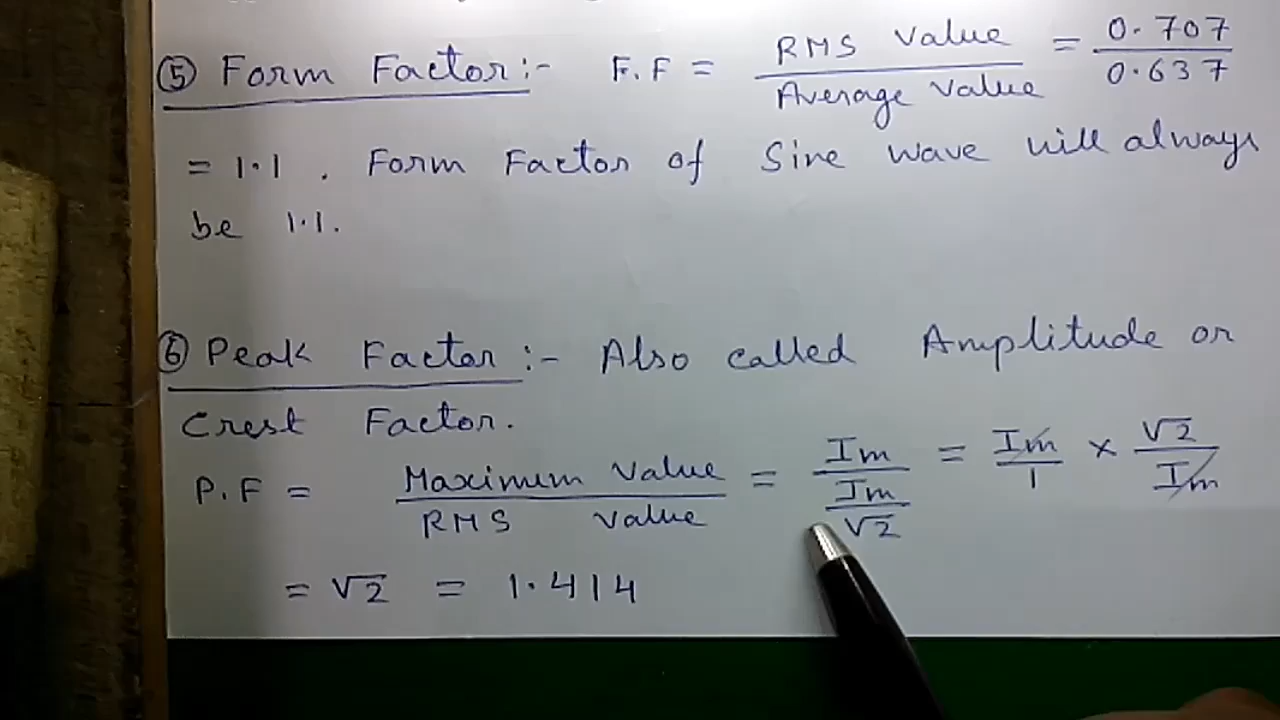 ⑤ Form Factor:- F.F = RMS Value / Average Value = 0.707 / 0.637
= 1.1 . Form Factor of Sine wave will always
be 1.1.
⑥ Peak Factor:- Also called Amplitude or
Crest Factor.
P.F = Maximum Value / RMS Value = Im / (Im / √2) = Im / 1 × √2 / Im
= √2 = 1.414